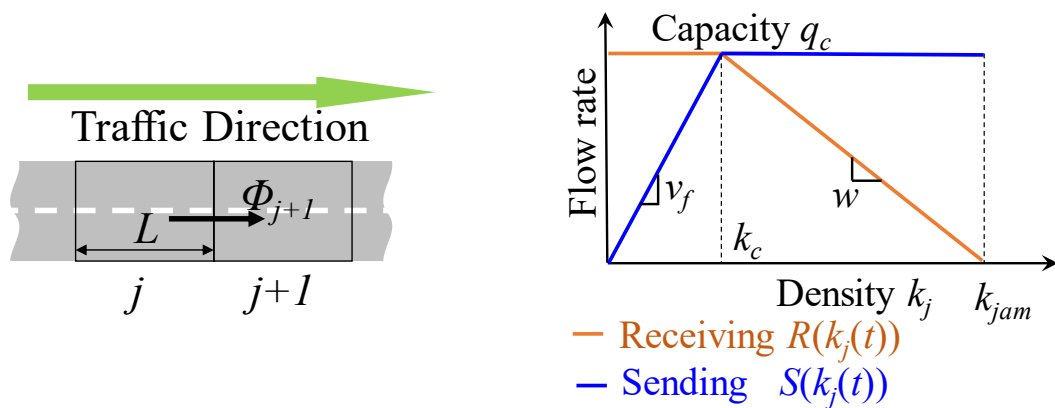 Traffic Direction
Φj+1
L
j
j+1
Capacity qc
Flow rate
vf
w
kc
Density kj
kjam
Receiving R(kj(t))
Sending S(kj(t))